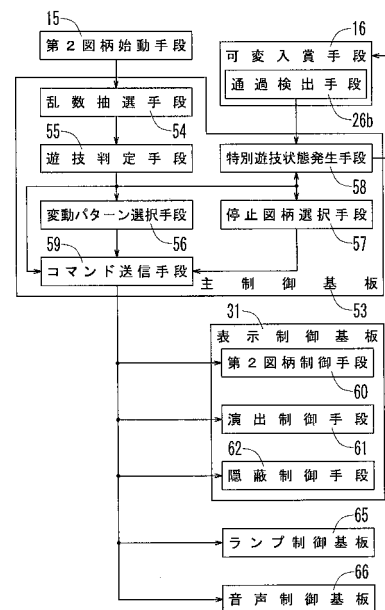 15
第2図柄始動手段
16
可変入賞手段
通過検出手段
26b
乱数抽選手段
54
55
遊技判定手段
特別遊技状態発生手段
58
変動パターン選択手段
56
停止図柄選択手段
57
59
コマンド送信手段
主制御基板
53
31
表示制御基板
第2図柄制御手段
60
演出制御手段
61
62
隠蔽制御手段
65
ランプ制御基板
66
音声制御基板